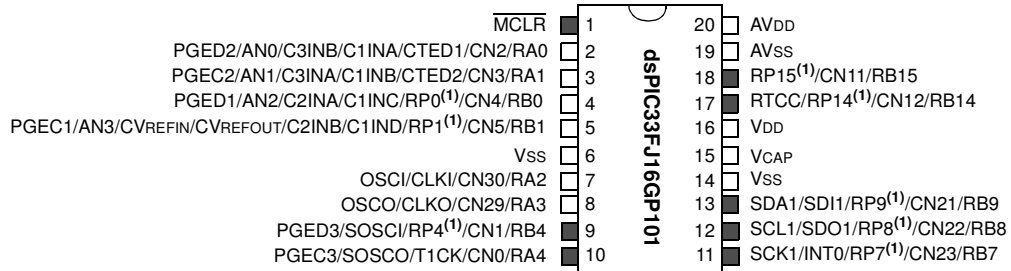 MCLR 1 20 AVDD
PGED2/AN0/C3INB/C1INA/CTED1/CN2/RA0 2 19 AVSS
PGEC2/AN1/C3INA/C1INB/CTED2/CN3/RA1 3 18 RP15(1)/CN11/RB15
PGED1/AN2/C2INA/C1INC/RP0(1)/CN4/RB0 4 17 RTCC/RP14(1)/CN12/RB14
PGEC1/AN3/CVREFIN/CVREFOUT/C2INB/C1IND/RP1(1)/CN5/RB1 5 16 VDD
VSS 6 15 VCAP
OSCI/CLKI/CN30/RA2 7 14 VSS
OSCO/CLKO/CN29/RA3 8 13 SDA1/SDI1/RP9(1)/CN21/RB9
PGED3/SOSCI/RP4(1)/CN1/RB4 9 12 SCL1/SDO1/RP8(1)/CN22/RB8
PGEC3/SOSCO/T1CK/CN0/RA4 10 11 SCK1/INT0/RP7(1)/CN23/RB7
dsPIC33FJ16GP101